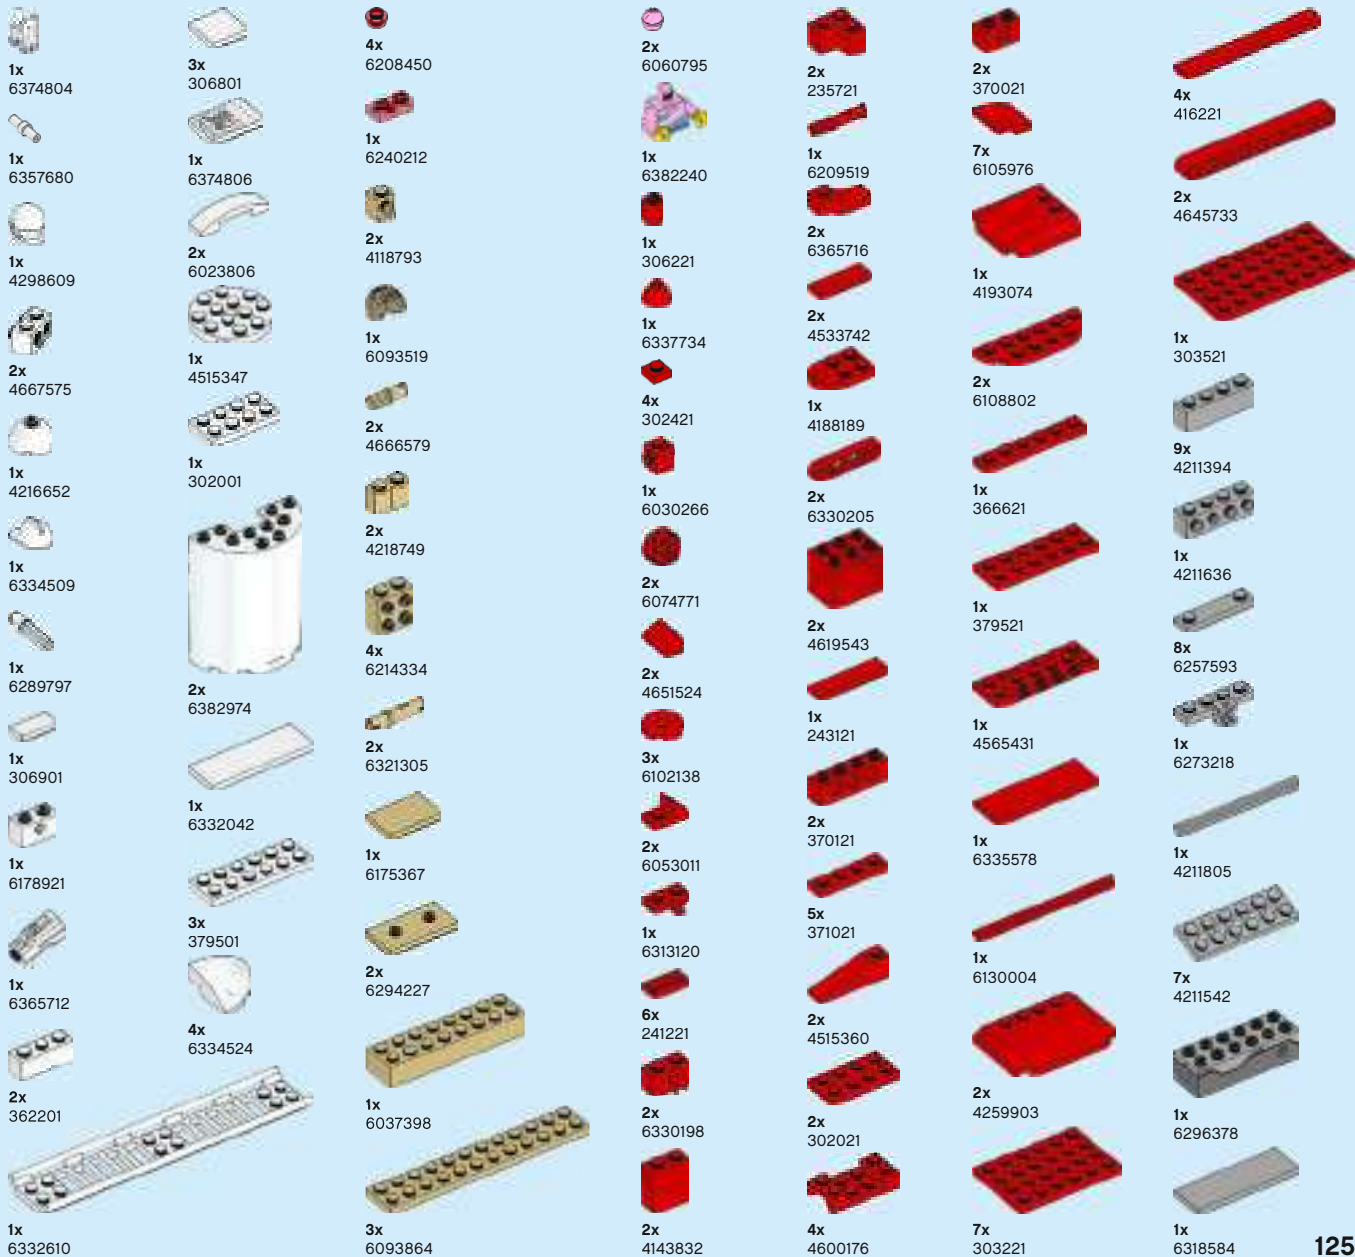 1x
6374804
1x
6357680
1x
4298609
2x
4667575
1x
4216652
1x
6334509
1x
6289797
1x
306901
1x
6178921
1x
6365712
2x
362201
1x
6332610
3x
306801
1x
6374806
2x
6023806
1x
4515347
1x
302001
2x
6382974
1x
6332042
3x
379501
4x
6334524
4x
6208450
1x
6240212
2x
4118793
1x
6093519
2x
4666579
2x
4218749
4x
6214334
2x
6321305
1x
6175367
2x
6294227
1x
6037398
3x
6093864
2x
6060795
1x
6382240
1x
306221
1x
6337734
4x
302421
1x
6030266
2x
6074771
2x
4651524
3x
6102138
2x
6053011
1x
6313120
6x
241221
2x
6330198
2x
4143832
2x
235721
1x
6209519
2x
6365716
2x
4533742
1x
4188189
2x
6330205
2x
4619543
1x
243121
2x
370121
5x
371021
2x
4515360
2x
302021
4x
4600176
2x
370021
7x
6105976
1x
4193074
2x
6108802
1x
366621
1x
379521
1x
4565431
1x
6335578
1x
6130004
2x
4259903
7x
303221
4x
416221
2x
4645733
1x
303521
9x
4211394
1x
4211636
8x
6257593
1x
6273218
1x
4211805
7x
4211542
1x
6296378
1x
6318584
125